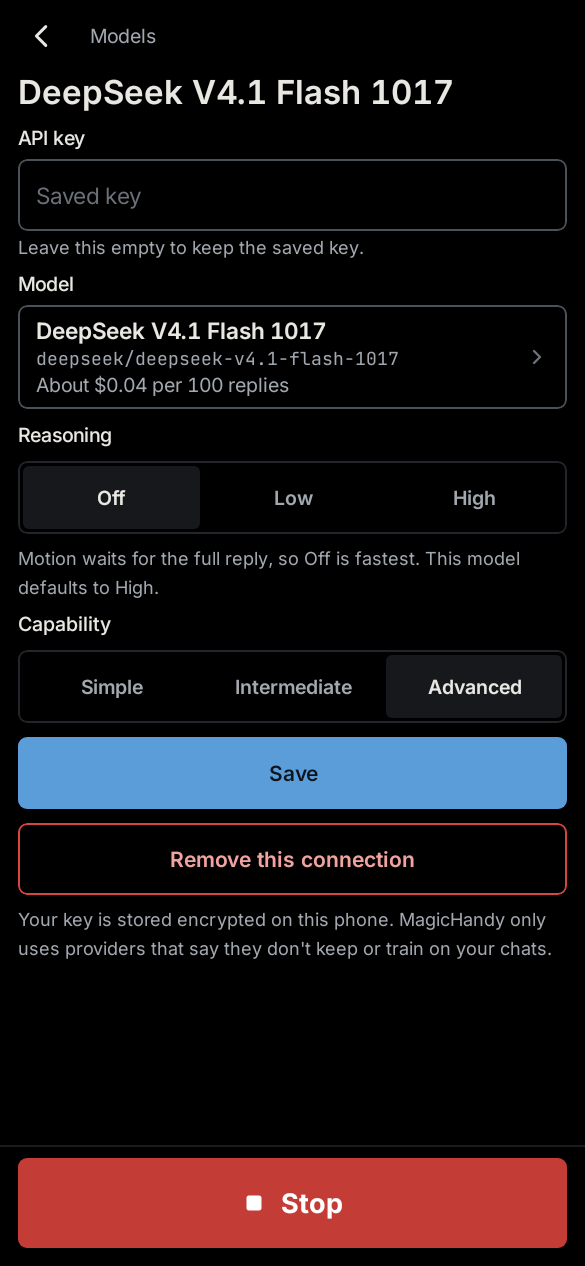 Models
DeepSeek V4.1 Flash 1017
API key
Saved key
Leave this empty to keep the saved key.
Model
DeepSeek V4.1 Flash 1017
deepseek/deepseek-v4.1-flash-1017
About $0.04 per 100 replies
Reasoning
Off Low High
Motion waits for the full reply, so Off is fastest. This model
defaults to High.
Capability
Simple Intermediate Advanced
Save
Remove this connection
Your key is stored encrypted on this phone. MagicHandy only
uses providers that say they don't keep or train on your chats.
Stop